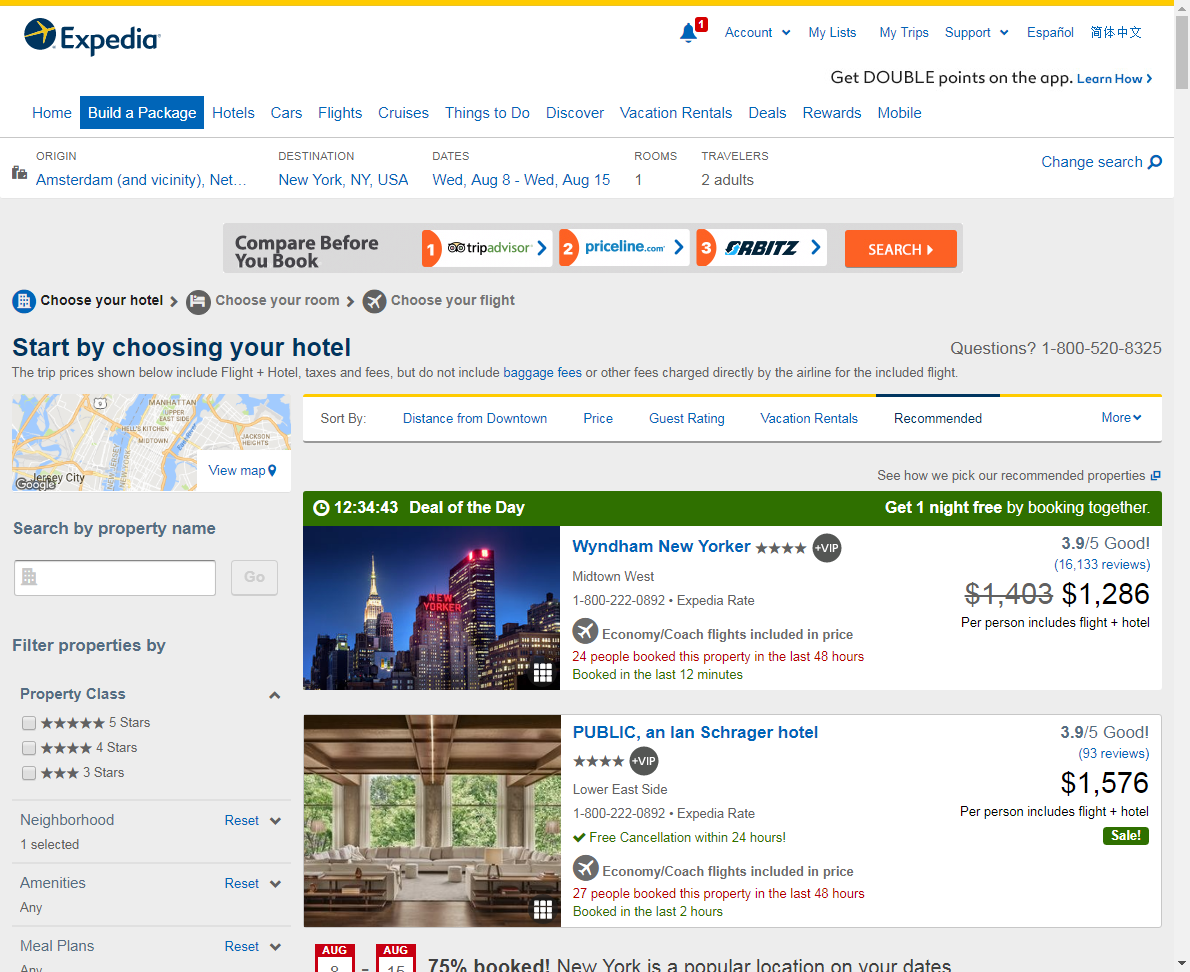 Expedia
1
Account
My Lists
My Trips
Support
Español
简体中文
Get DOUBLE points on the app. Learn How
Home
Build a Package
Hotels
Cars
Flights
Cruises
Things to Do
Discover
Vacation Rentals
Deals
Rewards
Mobile
ORIGIN
Amsterdam (and vicinity), Net...
DESTINATION
New York, NY, USA
DATES
Wed, Aug 8 - Wed, Aug 15
ROOMS
1
TRAVELERS
2 adults
Change search
Compare Before
You Book
1 tripadvisor
2 priceline.com
3 ORBITZ
SEARCH
Choose your hotel
Choose your room
Choose your flight
Start by choosing your hotel
Questions? 1-800-520-8325
The trip prices shown below include Flight + Hotel, taxes and fees, but do not include baggage fees or other fees charged directly by the airline for the included flight.
9
MANHATTAN
UPPER
EAST SIDE
HELL'S KITCHEN
MIDTOWN
JACKSON
HEIGHTS
NEW JERSEY
NEW YORK
East River
Jersey City
Google
View map
Sort By:
Distance from Downtown
Price
Guest Rating
Vacation Rentals
Recommended
More
See how we pick our recommended properties
Search by property name
Go
Filter properties by
Property Class
5 Stars
4 Stars
3 Stars
Neighborhood
Reset
1 selected
Amenities
Reset
Any
Meal Plans
Reset
Any
12:34:43 Deal of the Day
Get 1 night free by booking together.
NEW
YORKER
Wyndham New Yorker ★★★★ +VIP
Midtown West
1-800-222-0892 • Expedia Rate
Economy/Coach flights included in price
24 people booked this property in the last 48 hours
Booked in the last 12 minutes
3.9/5 Good!
(16,133 reviews)
$1,403 $1,286
Per person includes flight + hotel
PUBLIC, an Ian Schrager hotel
★★★★ +VIP
Lower East Side
1-800-222-0892 • Expedia Rate
Free Cancellation within 24 hours!
Economy/Coach flights included in price
27 people booked this property in the last 48 hours
Booked in the last 2 hours
3.9/5 Good!
(93 reviews)
$1,576
Per person includes flight + hotel
Sale!
AUG
8
-
AUG
15
75% booked! New York is a popular location on your dates